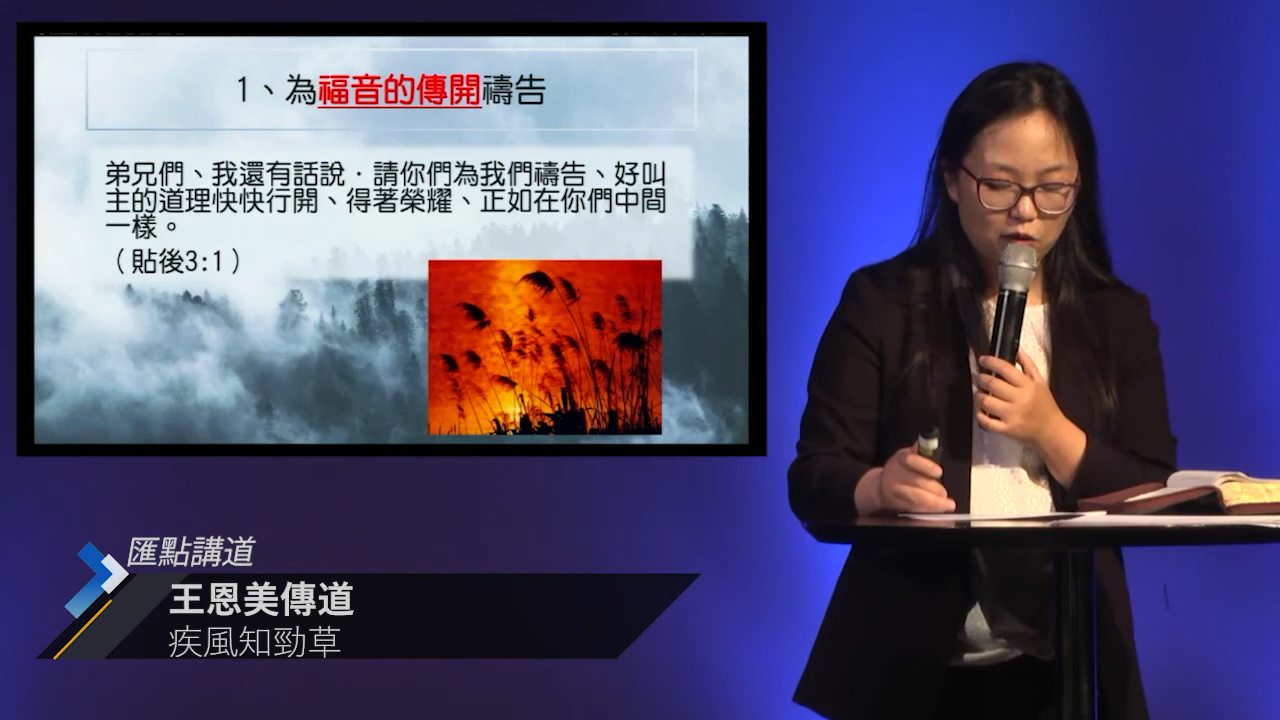 1、為福音的傳開禱告
弟兄們、我還有話說．請你們為我們禱告、好叫
主的道理快快行開、得著榮耀、正如在你們中間
一樣。
（貼後3:1）
匯點講道
王恩美傳道
疾風知勁草